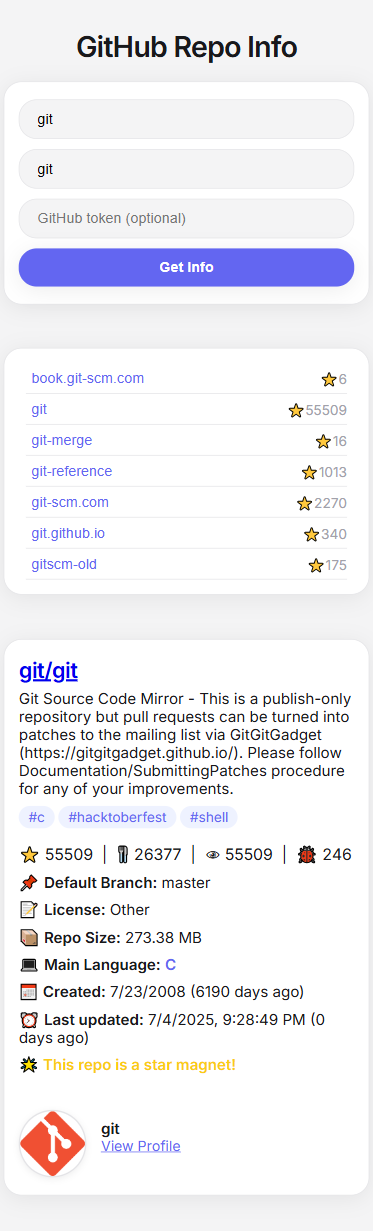 GitHub Repo Info
git
git
GitHub token (optional)
Get Info
book.git-scm.com 6
git 55509
git-merge 16
git-reference 1013
git-scm.com 2270
git.github.io 340
gitscm-old 175
git/git
Git Source Code Mirror - This is a publish-only
repository but pull requests can be turned into
patches to the mailing list via GitGitGadget
(https://gitgitgadget.github.io/). Please follow
Documentation/SubmittingPatches procedure
for any of your improvements.
#c #hacktoberfest #shell
55509 | 26377 | 55509 | 246
Default Branch: master
License: Other
Repo Size: 273.38 MB
Main Language: C
Created: 7/23/2008 (6190 days ago)
Last updated: 7/4/2025, 9:28:49 PM (0
days ago)
This repo is a star magnet!
git
View Profile